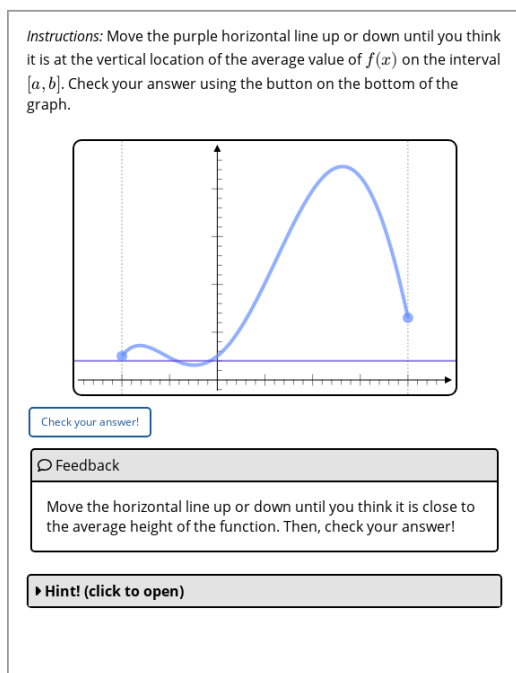 Instructions: Move the purple horizontal line up or down until you think
it is at the vertical location of the average value of f(x) on the interval
[a, b]. Check your answer using the button on the bottom of the
graph.
Check your answer!
Feedback
Move the horizontal line up or down until you think it is close to
the average height of the function. Then, check your answer!
Hint! (click to open)